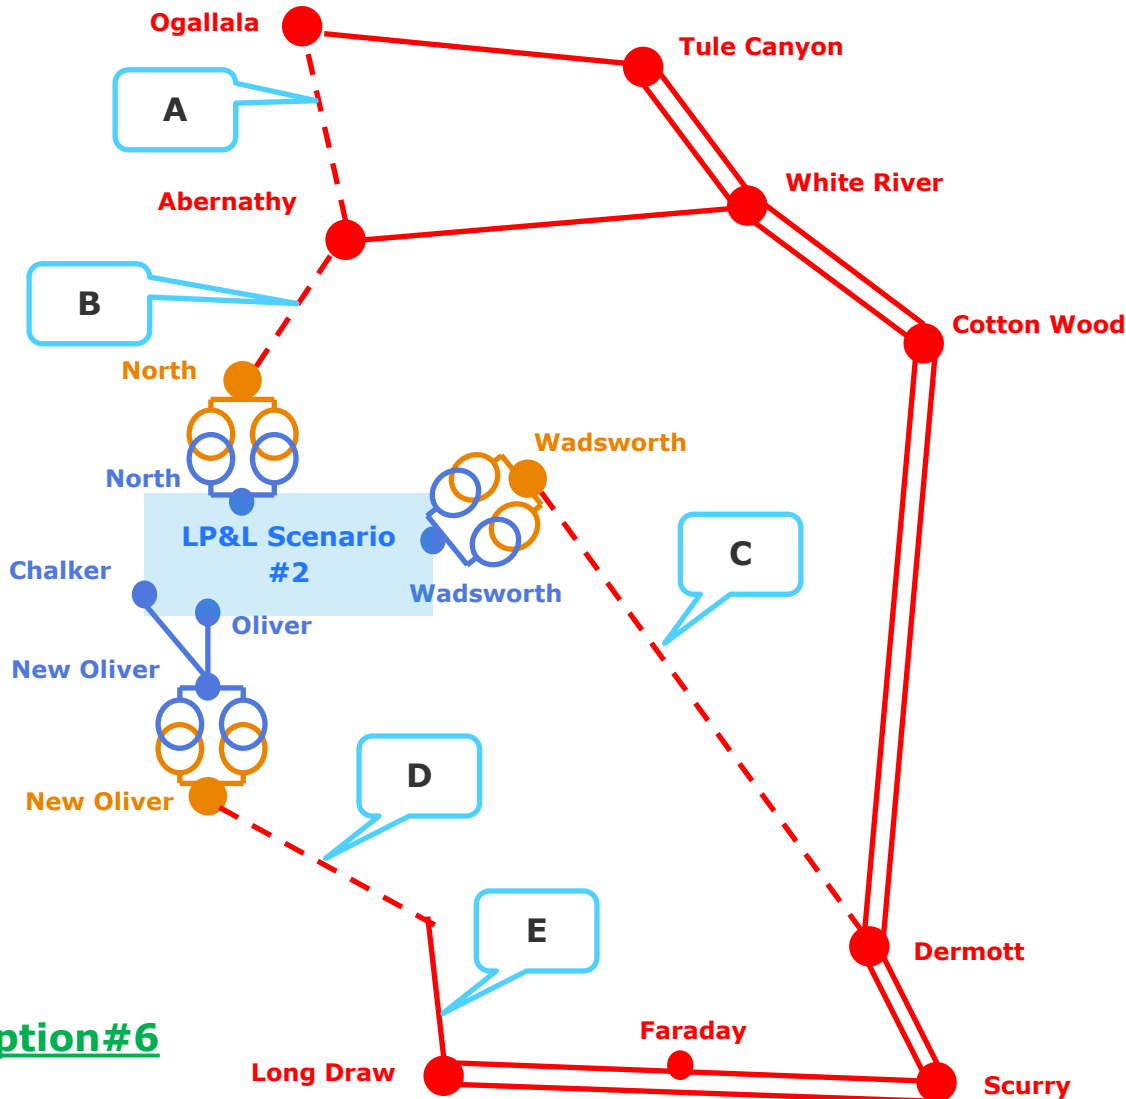 Ogallala
Tule Canyon
A
White River
Abernathy
B
Cotton Wood
North
Wadsworth
North
LP&L Scenario
#2
C
Chalker
Wadsworth
Oliver
New Oliver
D
New Oliver
E
Dermott
Faraday
ption#6
Long Draw
Scurry